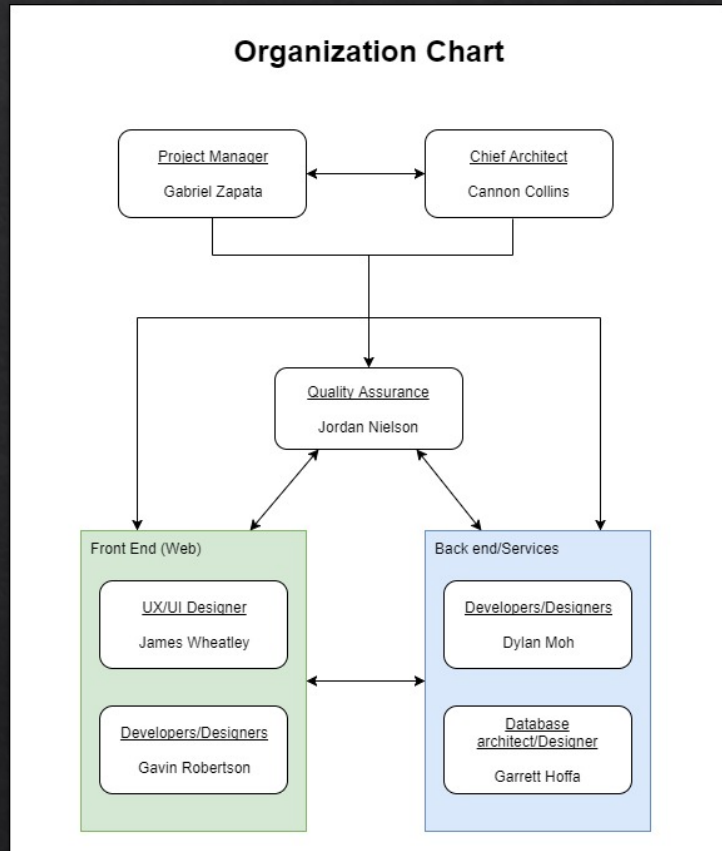 Organization Chart
Project Manager
Gabriel Zapata
Chief Architect
Cannon Collins
Quality Assurance
Jordan Nielson
Front End (Web)
UX/UI Designer
James Wheatley
Developers/Designers
Gavin Robertson
Back end/Services
Developers/Designers
Dylan Moh
Database
architect/Designer
Garrett Hoffa